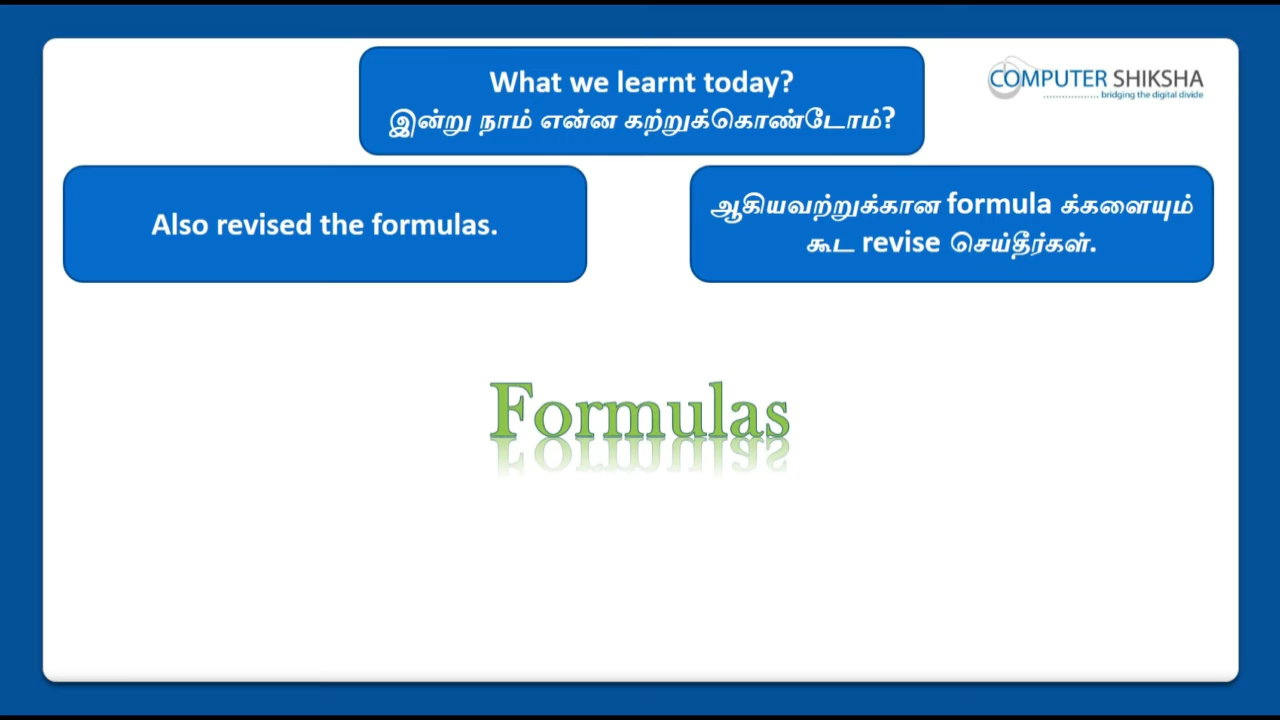 What we learnt today?
இன்று நாம் என்ன கற்றுக்கொண்டோம்?
COMPUTER SHIKSHA
bridging the digital divide
Also revised the formulas.
ஆகியவற்றுக்கான formula க்களையும்
கூட revise செய்தீர்கள்.
Formulas